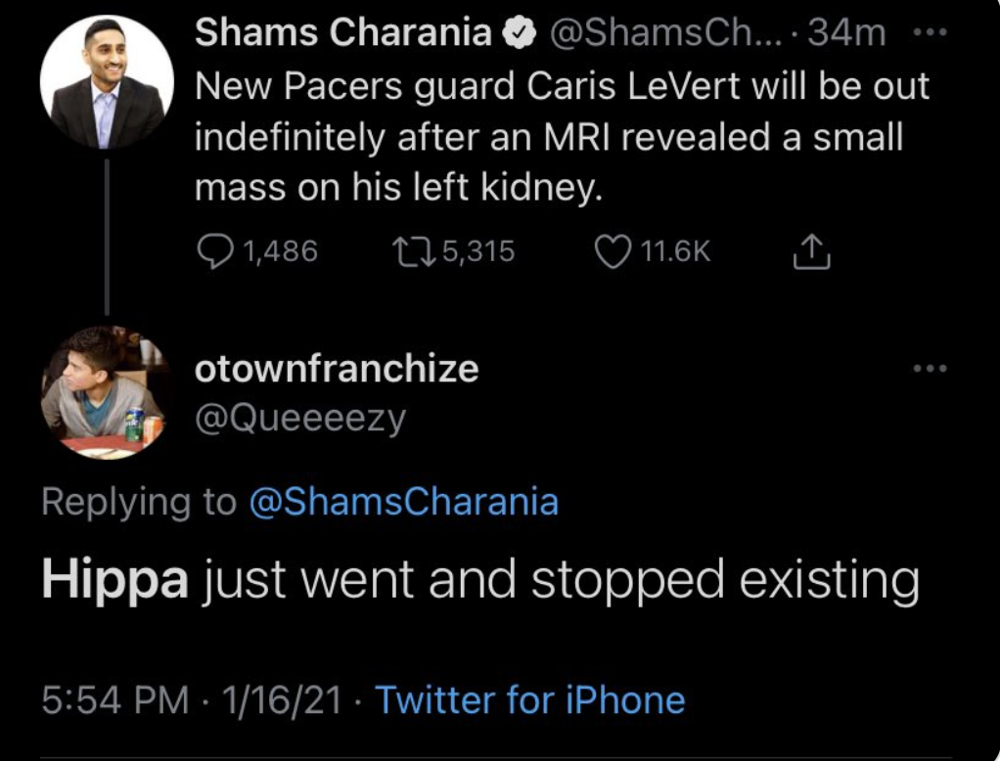 Shams Charania @ShamsCh... · 34m ...
New Pacers guard Caris LeVert will be out
indefinitely after an MRI revealed a small
mass on his left kidney.
1,486 5,315 11.6K
otownfranchize ...
@Queeeezy
Replying to @ShamsCharania
Hippa just went and stopped existing
5:54 PM · 1/16/21 · Twitter for iPhone